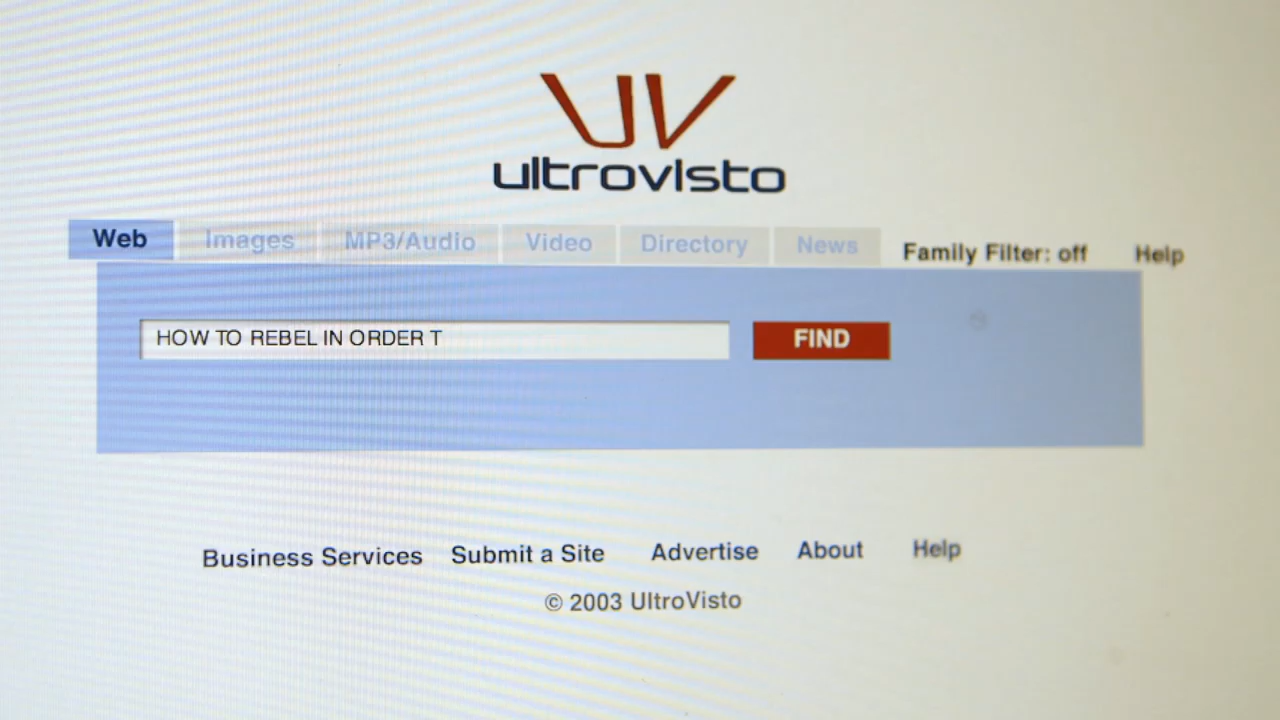 UV
ultrovisto
Web Images MP3/Audio Video Directory News Family Filter: off Help
HOW TO REBEL IN ORDER T FIND
Business Services Submit a Site Advertise About Help
© 2003 UltroVisto